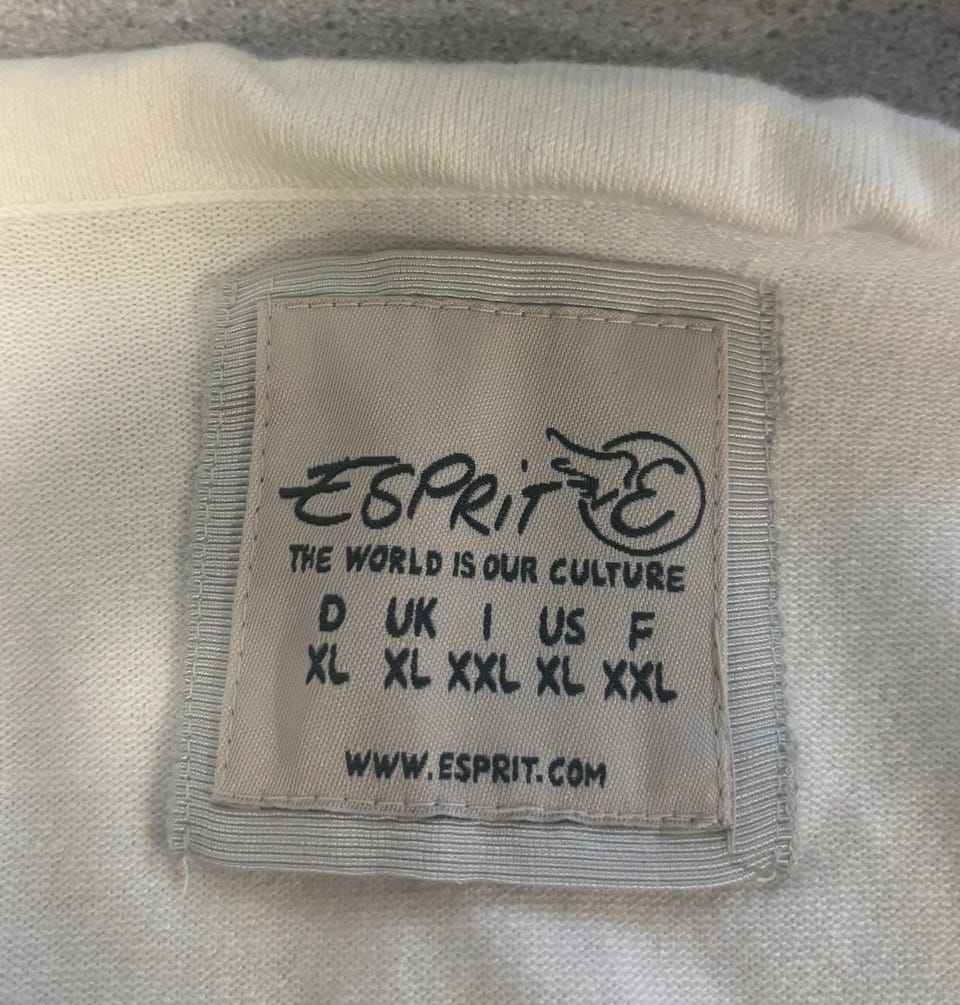 ESPRIT E
THE WORLD IS OUR CULTURE
D UK I US F
XL XL XXL XL XXL
WWW.ESPRIT.COM